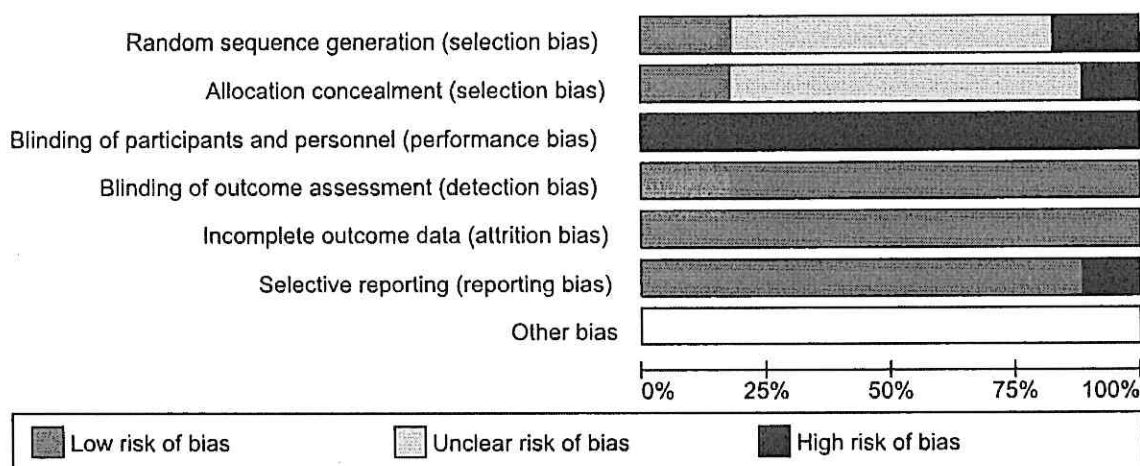 Random sequence generation (selection bias)
Allocation concealment (selection bias)
Blinding of participants and personnel (performance bias)
Blinding of outcome assessment (detection bias)
Incomplete outcome data (attrition bias)
Selective reporting (reporting bias)
Other bias
0% 25% 50% 75% 100%
Low risk of bias Unclear risk of bias High risk of bias